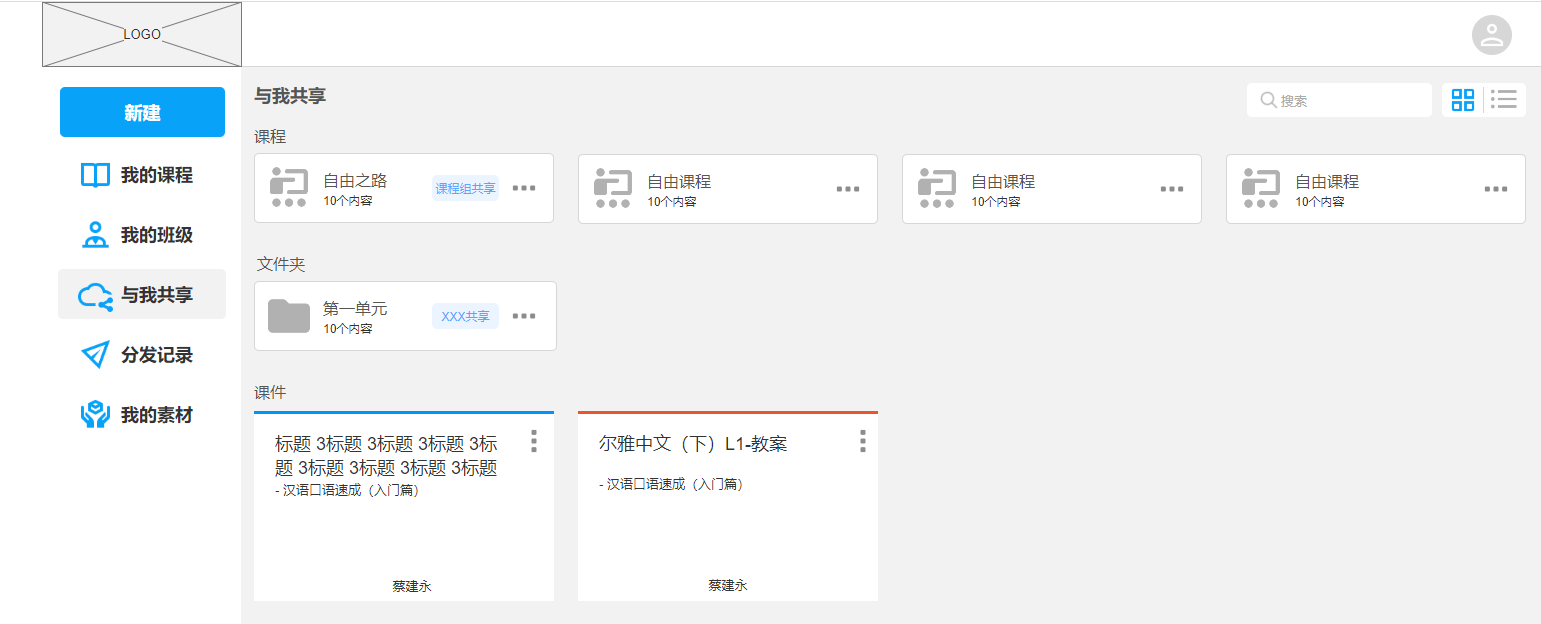 LOGO
新建
我的课程
我的班级
与我共享
分发记录
我的素材
与我共享
搜索
课程
自由之路
10个内容
课程组共享
自由课程
10个内容
自由课程
10个内容
自由课程
10个内容
文件夹
第一单元
10个内容
XXX共享
课件
标题 3标题 3标题 3标题 3标
题 3标题 3标题 3标题 3标题
- 汉语口语速成（入门篇）
蔡建永
尔雅中文（下）L1-教案
- 汉语口语速成（入门篇）
蔡建永